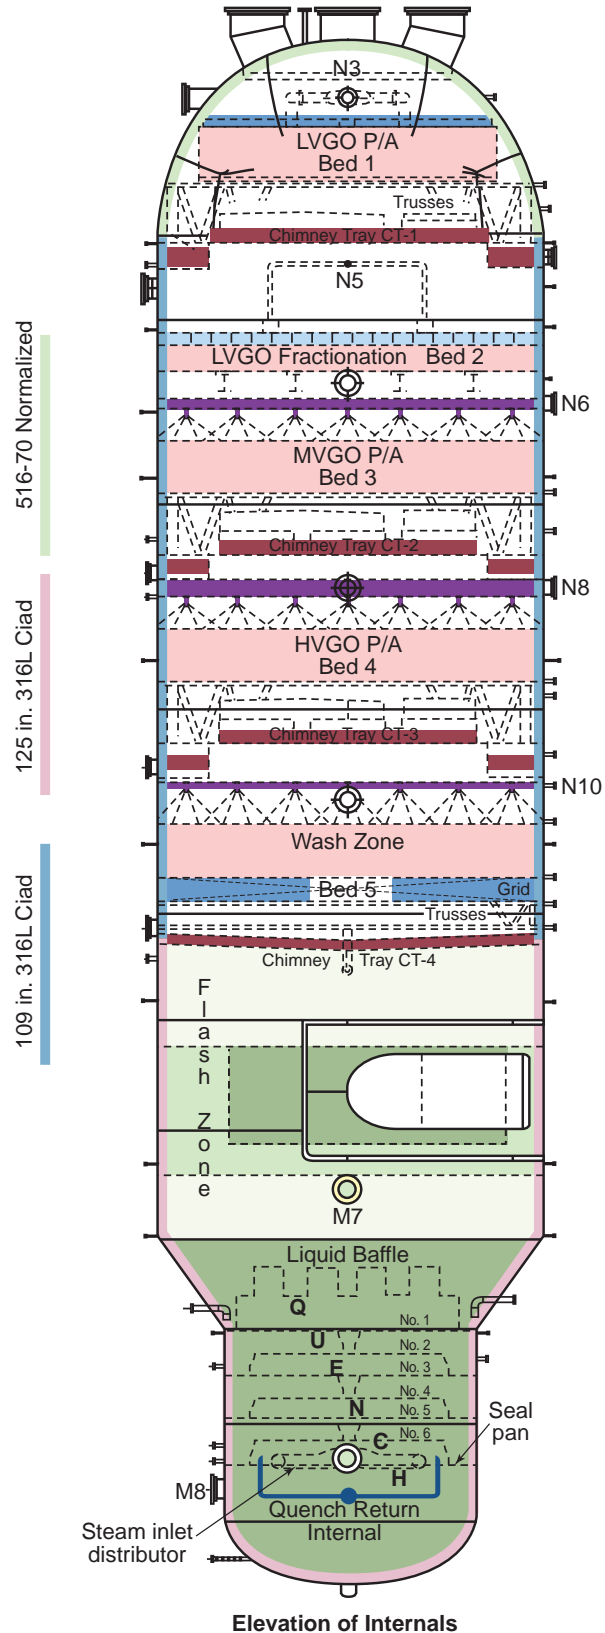 N3
LVGO P/A
Bed 1
Trusses
Chimney Tray CT-1
N5
LVGO Fractionation Bed 2
N6
MVGO P/A
Bed 3
Chimney Tray CT-2
N8
HVGO P/A
Bed 4
Chimney Tray CT-3
N10
Wash Zone
Bed 5
Grid
Trusses
Chimney Tray CT-4
Flash Zone
M7
Liquid Baffle
QUENCH
No. 1
No. 2
No. 3
No. 4
No. 5
No. 6
Seal
pan
M8
Quench Return
Internal
Steam inlet
distributor
516-70 Normalized
125 in. 316L Ciad
109 in. 316L Ciad
Elevation of Internals